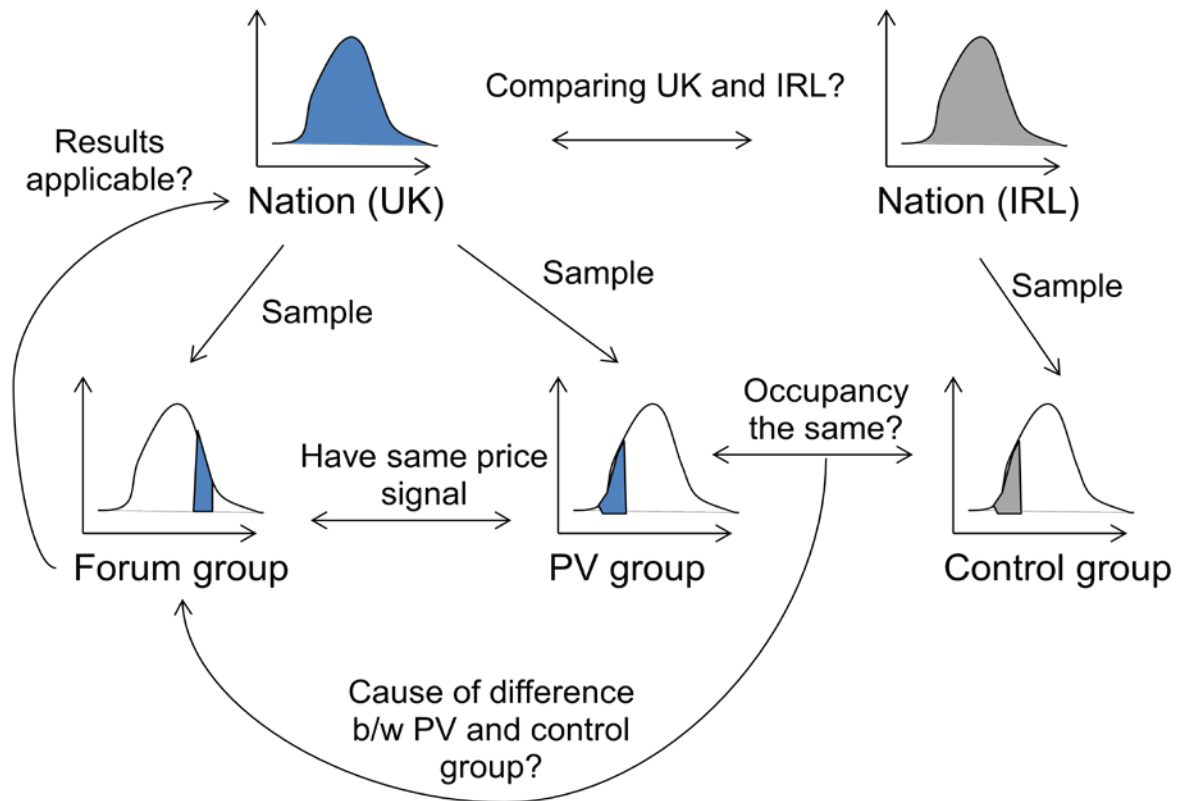 Comparing UK and IRL?
Results
applicable?
Nation (UK)
Nation (IRL)
Sample
Sample
Sample
Occupancy
the same?
Have same price
signal
Forum group
PV group
Control group
Cause of difference
b/w PV and control
group?